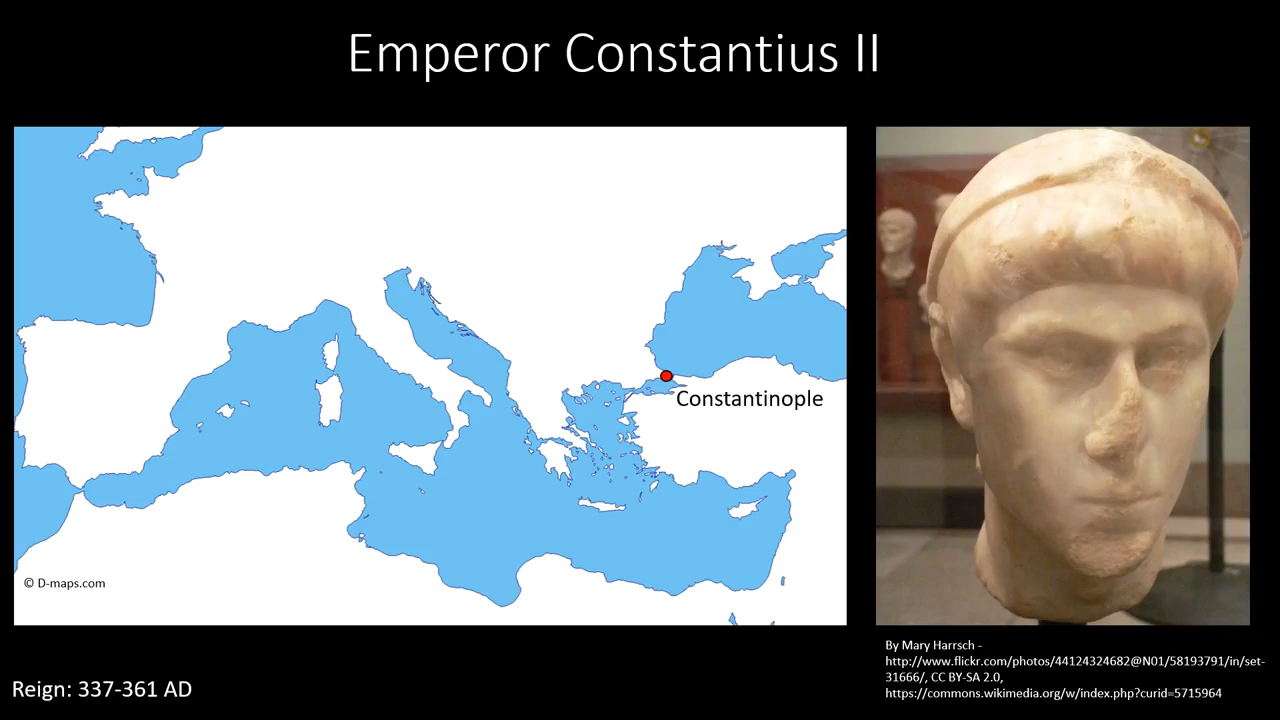 Emperor Constantius II
Constantinople
© D-maps.com
By Mary Harrsch -
http://www.flickr.com/photos/44124324682@N01/58193791/in/set-
31666/, CC BY-SA 2.0,
https://commons.wikimedia.org/w/index.php?curid=5715964
Reign: 337-361 AD